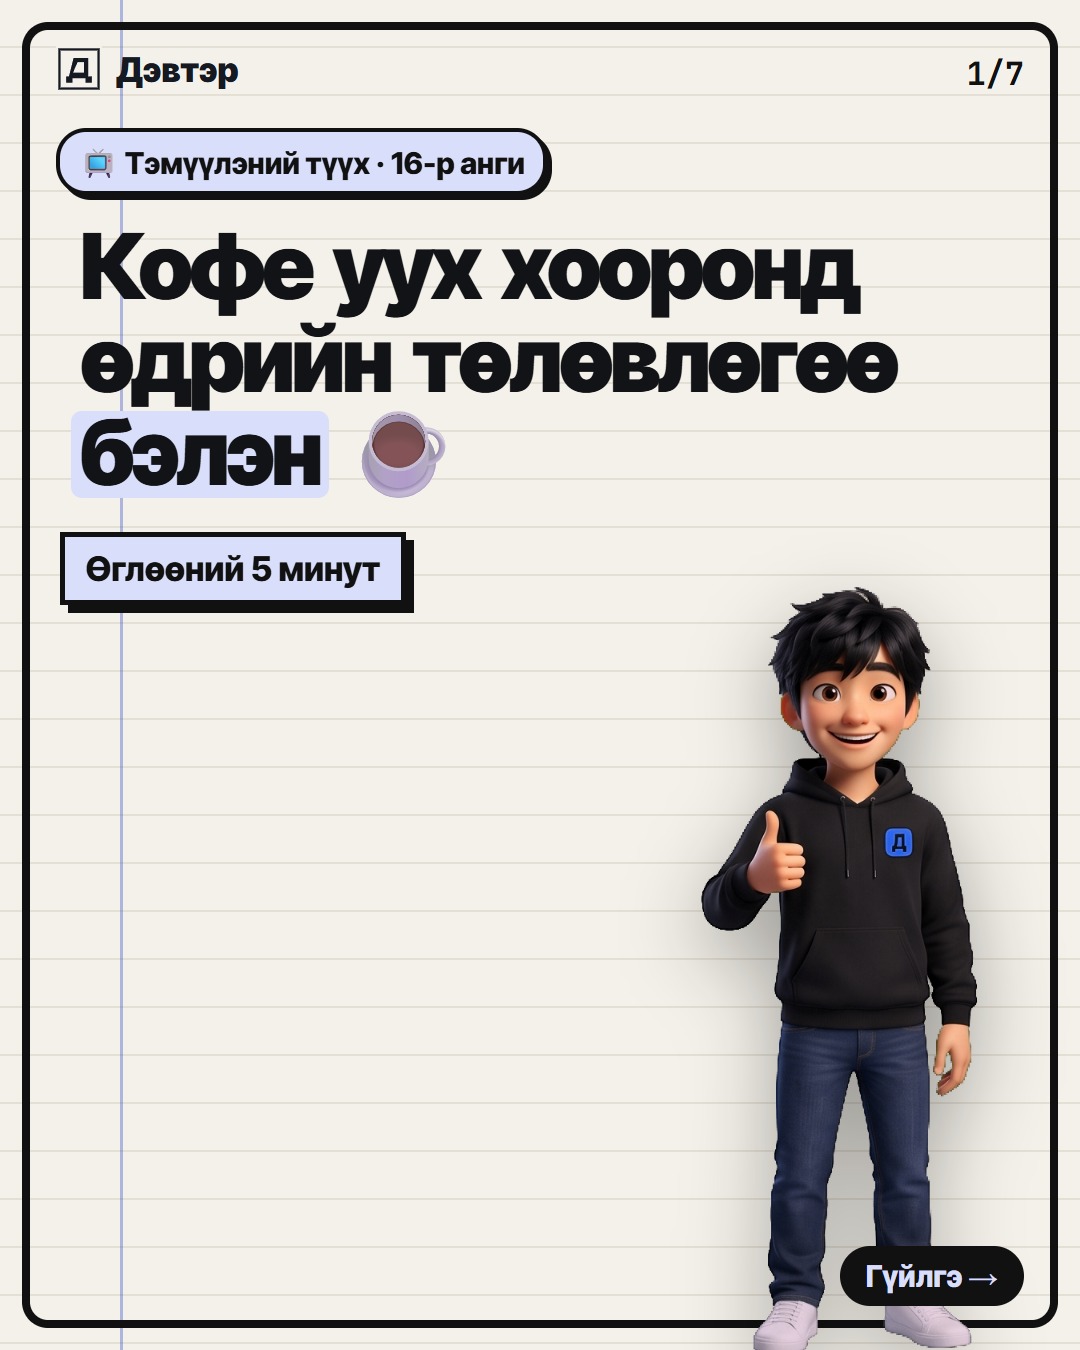 Д Дэвтэр
1/7
Тэмүүлэний түүх · 16-р анги
Кофе уух хооронд
өдрийн төлөвлөгөө
бэлэн
Өглөөний 5 минут
Д
Гүйлгэ →